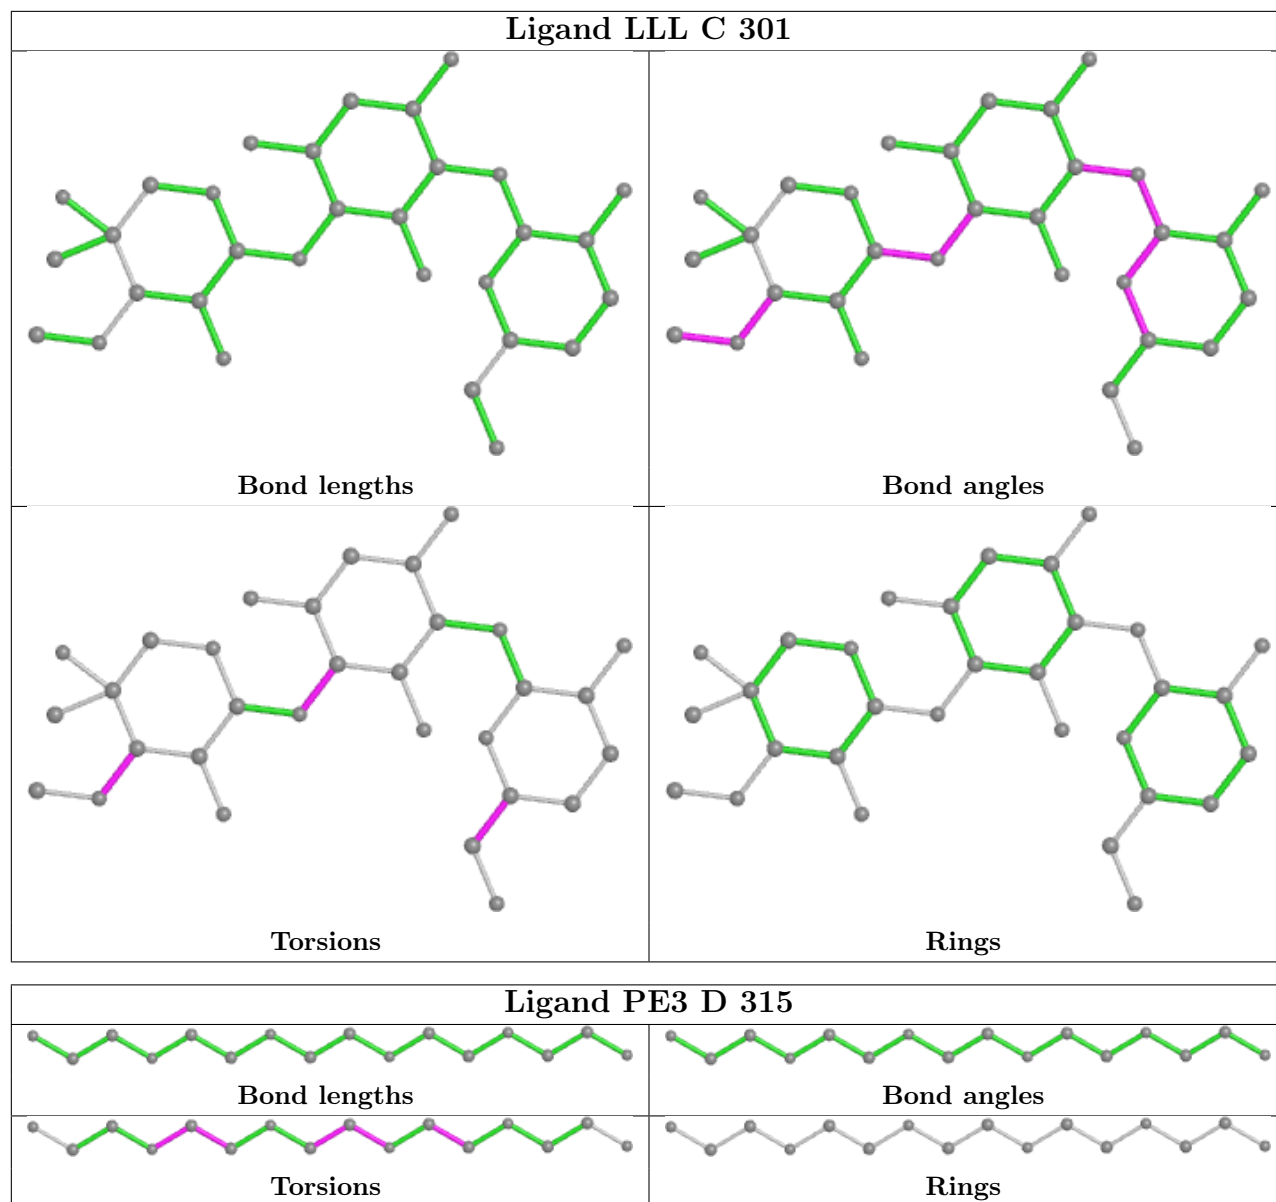 Ligand LLL C 301
Bond lengths
Bond angles
Torsions
Rings
Ligand PE3 D 315
Bond lengths
Bond angles
Torsions
Rings